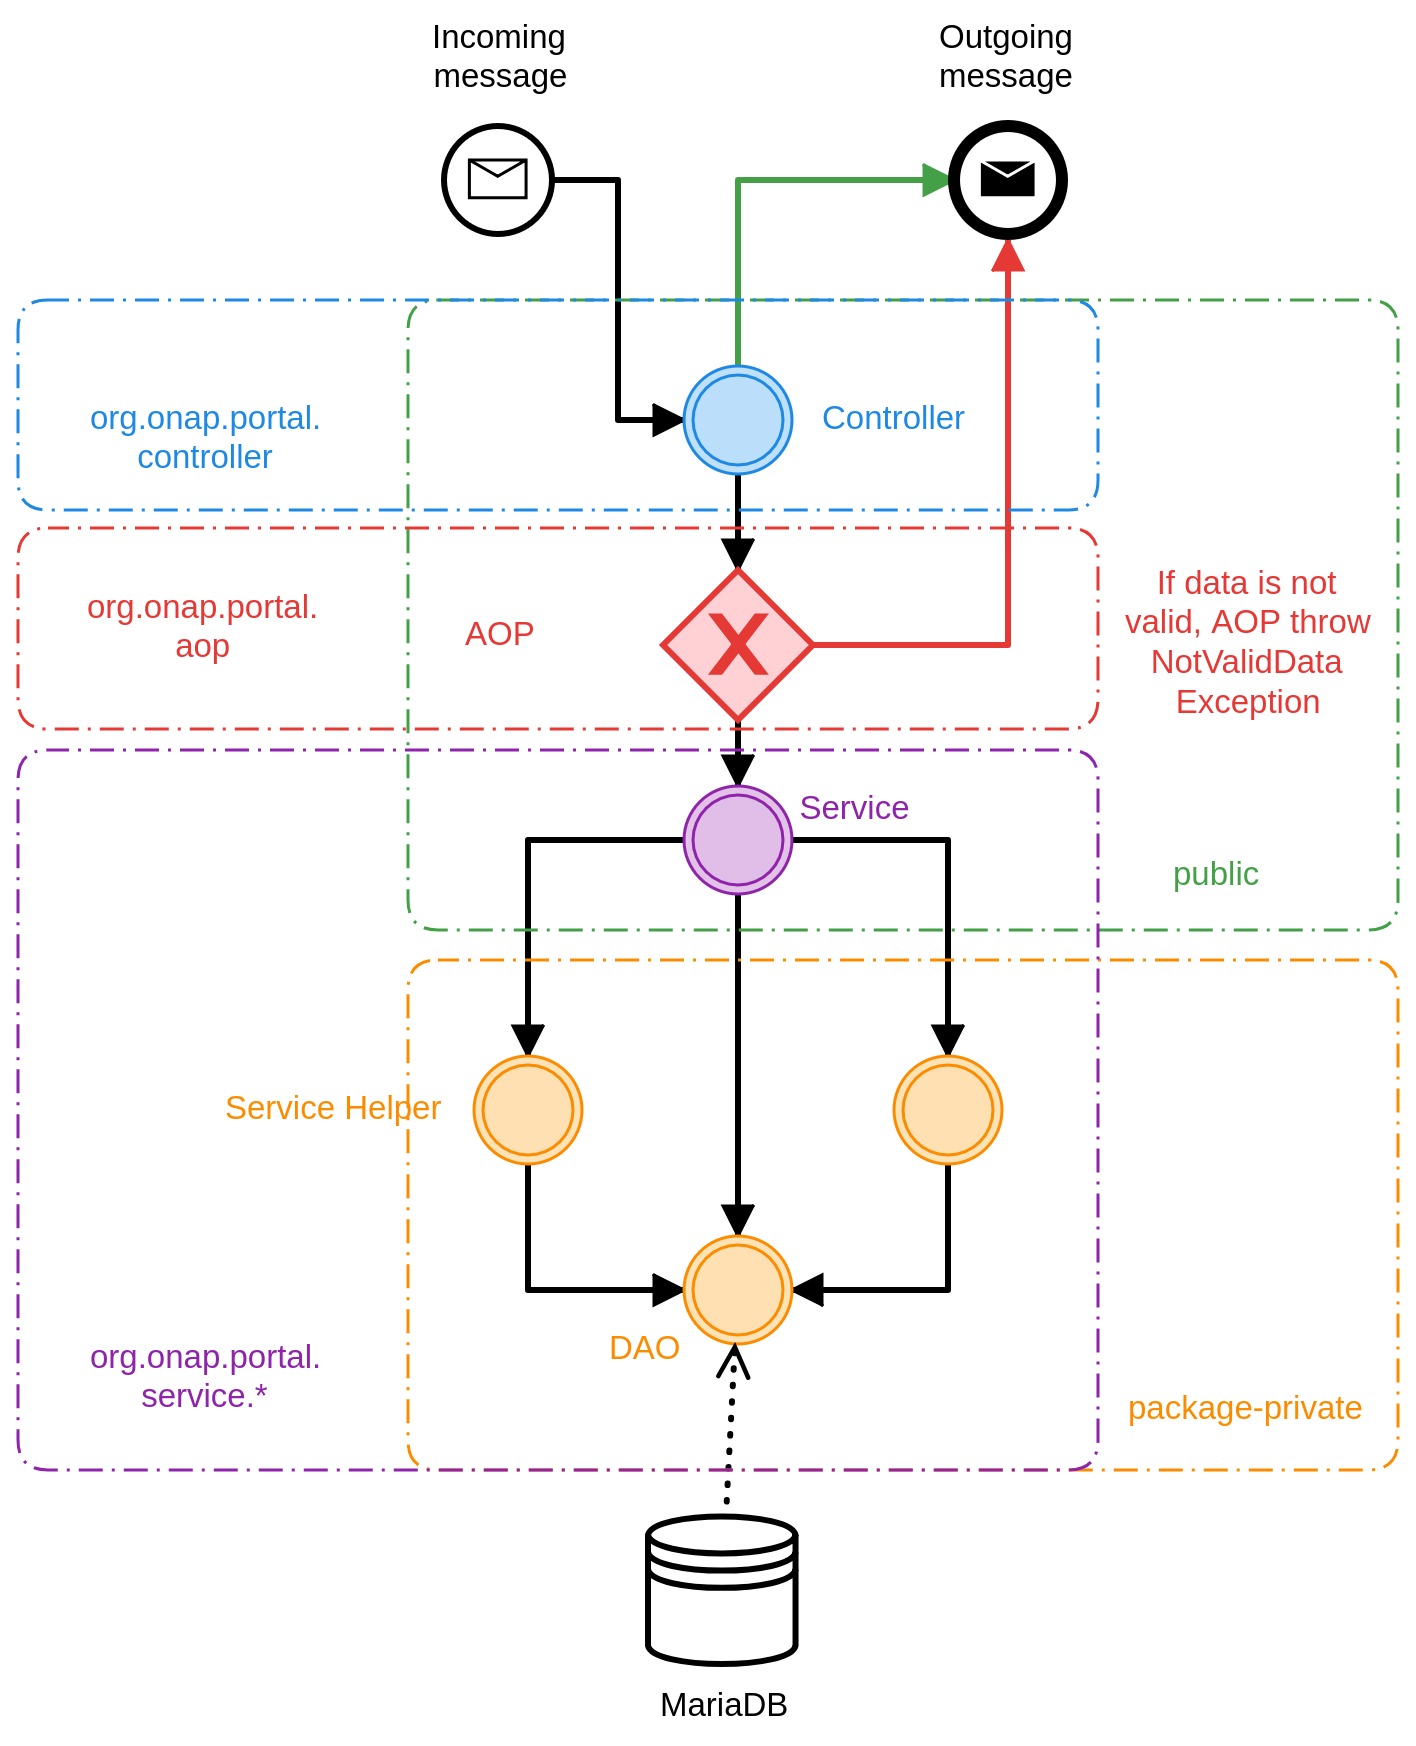 Incoming
message
Outgoing
message
org.onap.portal.
controller
Controller
org.onap.portal.
aop
AOP
X
If data is not
valid, AOP throw
NotValidData
Exception
Service
public
Service Helper
DAO
org.onap.portal.
service.*
package-private
MariaDB